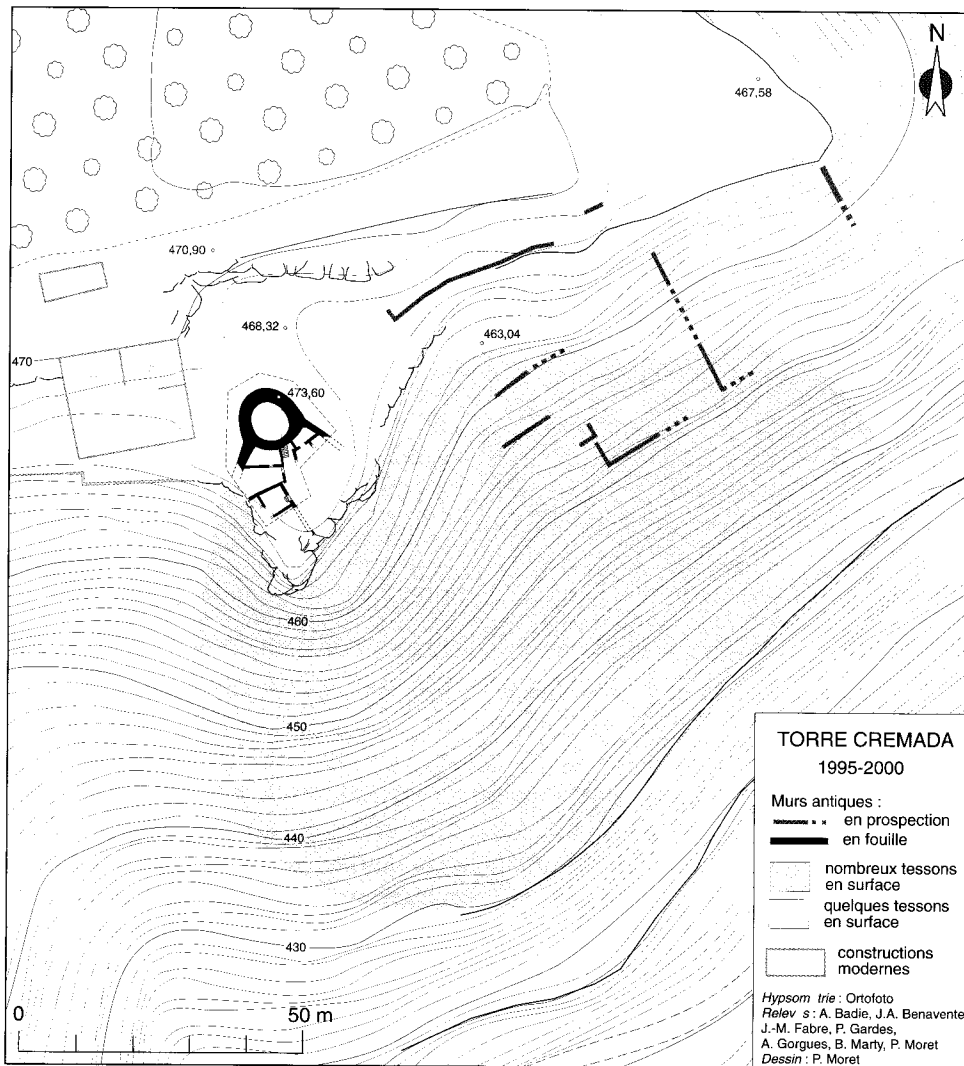 N
467,58
470,90
468,32
463,04
470
473,60
460
450
440
430
0 50 m
TORRE CREMADA
1995-2000
Murs antiques :
en prospection
en fouille
nombreux tessons
en surface
quelques tessons
en surface
constructions
modernes
Hypsom trie : Ortofoto
Relev s : A. Badie, J.A. Benavente,
J.-M. Fabre, P. Gardes,
A. Gorgues, B. Marty, P. Moret
Dessin : P. Moret